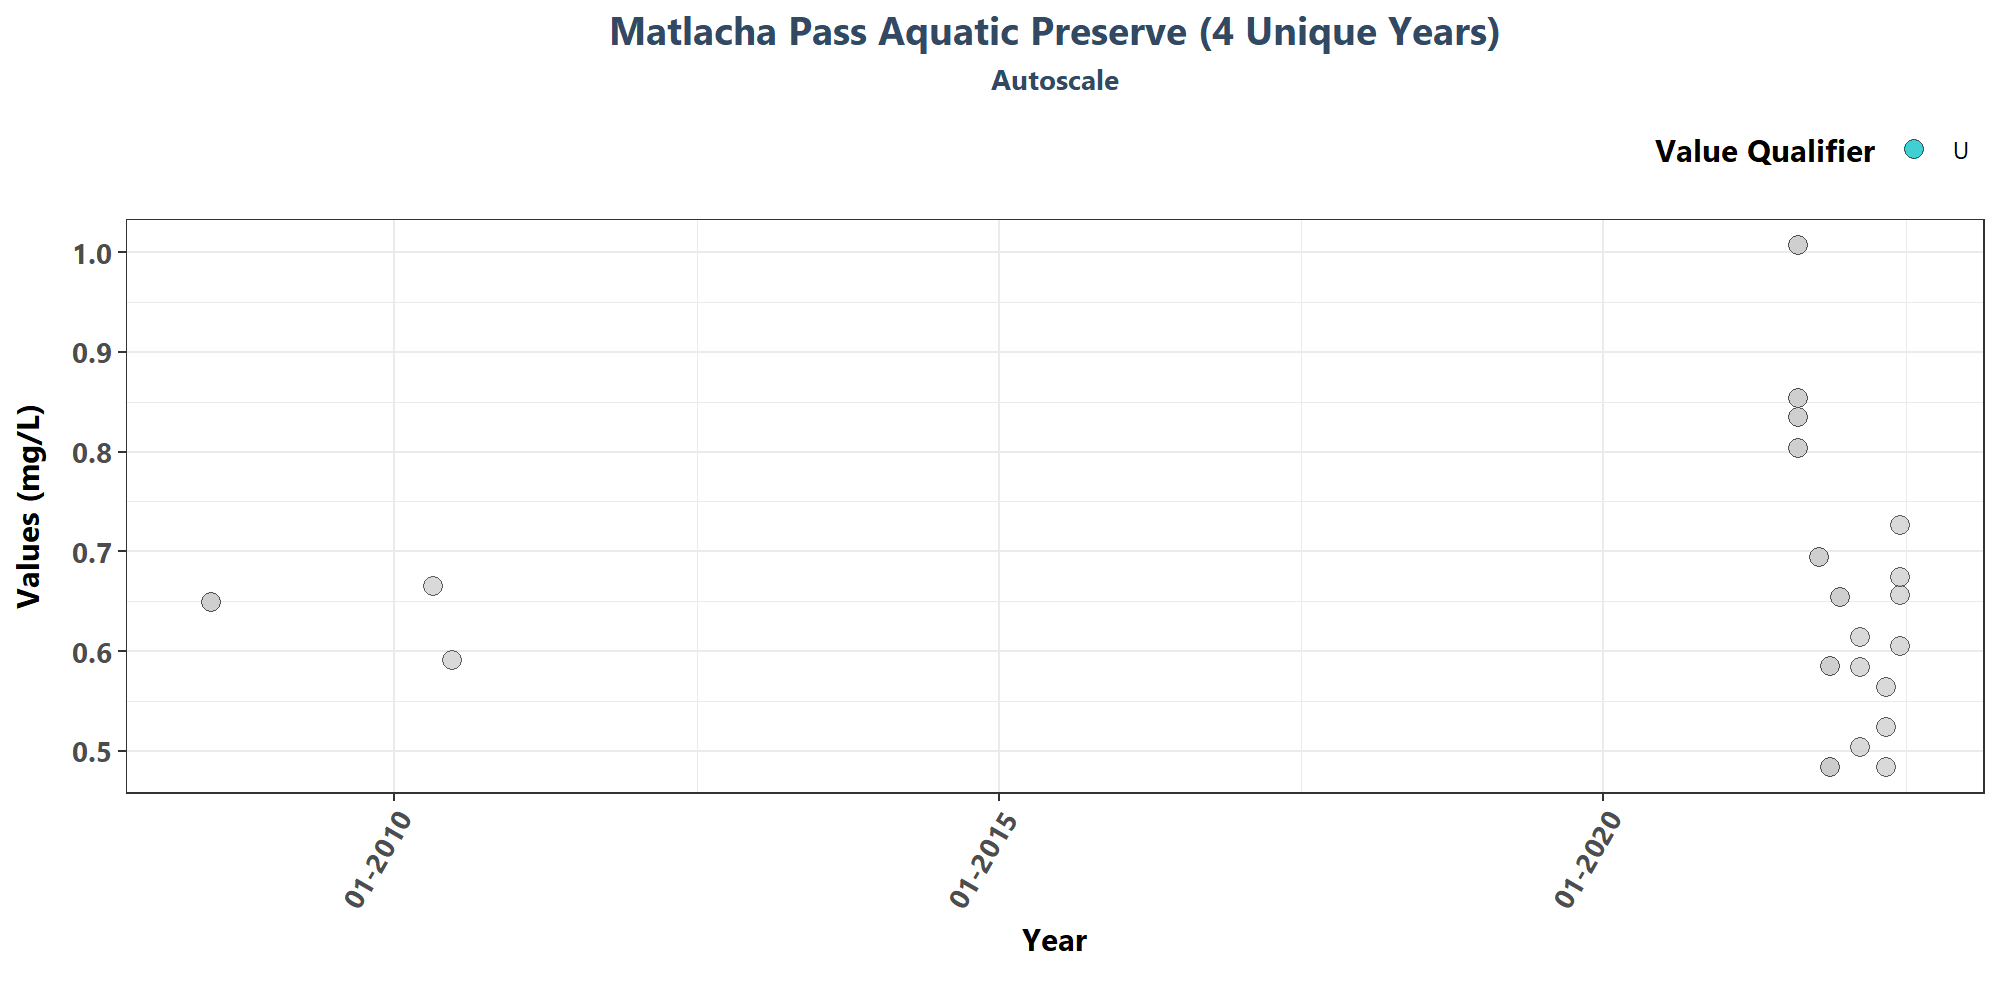 Matlacha Pass Aquatic Preserve (4 Unique Years)
Autoscale
Value Qualifier U
Values (mg/L)
1.0
0.9
0.8
0.7
0.6
0.5
01-2010
01-2015
01-2020
Year